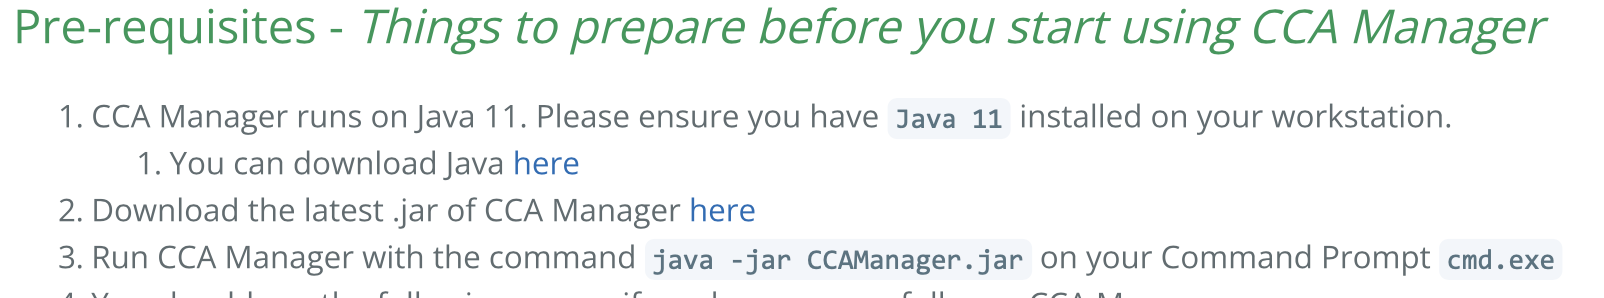 Pre-requisites - Things to prepare before you start using CCA Manager
1. CCA Manager runs on Java 11. Please ensure you have Java 11 installed on your workstation.
1. You can download Java here
2. Download the latest .jar of CCA Manager here
3. Run CCA Manager with the command java -jar CCAManager.jar on your Command Prompt cmd.exe